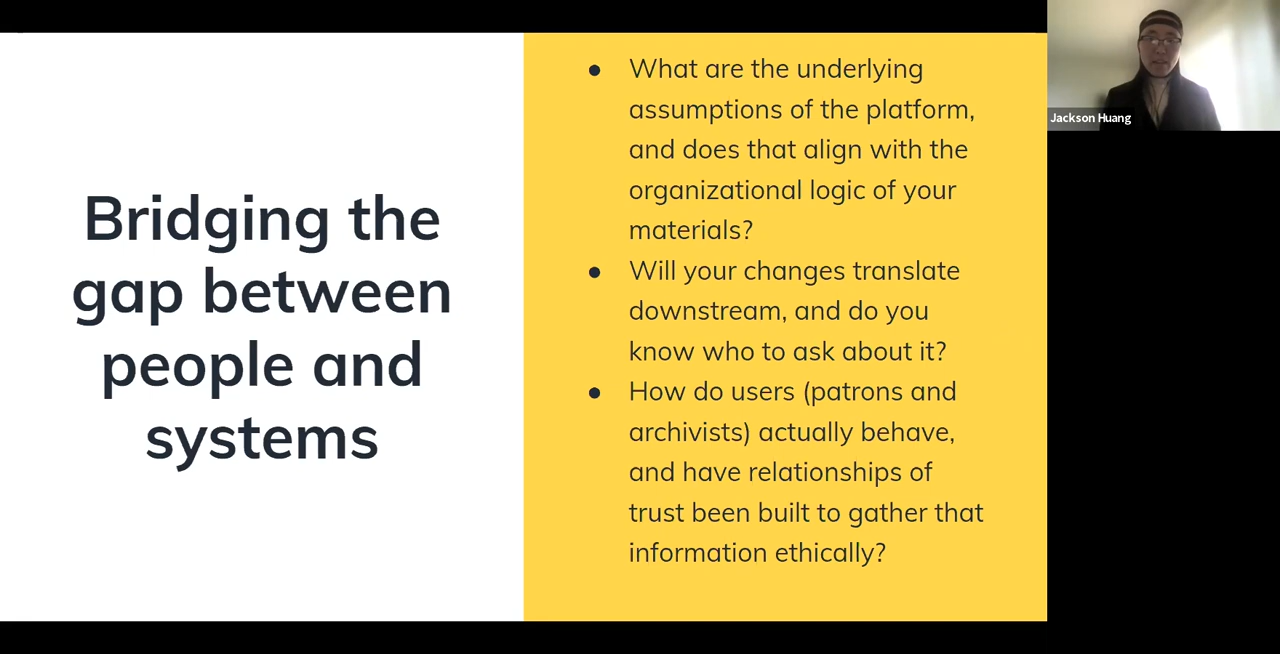 Bridging the
gap between
people and
systems
● What are the underlying
assumptions of the platform,
and does that align with the
organizational logic of your
materials?
● Will your changes translate
downstream, and do you
know who to ask about it?
● How do users (patrons and
archivists) actually behave,
and have relationships of
trust been built to gather that
information ethically?
Jackson Huang